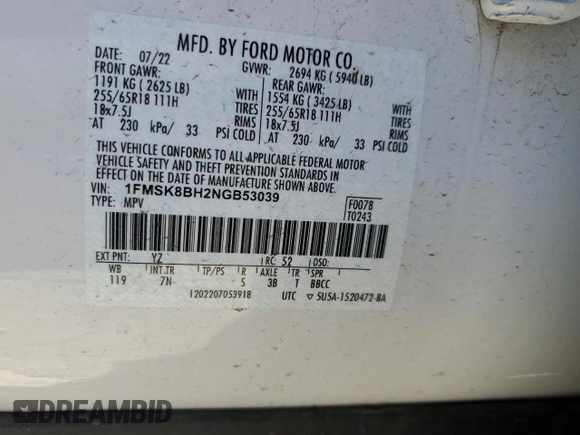 MFD. BY FORD MOTOR CO.
DATE: 07/22 GVWR: 2694 KG ( 5940 LB)
FRONT GAWR: REAR GAWR:
1191 KG ( 2625 LB) WITH 1554 KG ( 3425 LB) WITH
255/65R18 111H TIRES 255/65R18 111H TIRES
18x7.5J RIMS 18x7.5J RIMS
AT 230 kPa/ 33 PSI COLD AT 230 kPa/ 33 PSI COLD
THIS VEHICLE CONFORMS TO ALL APPLICABLE FEDERAL MOTOR
VEHICLE SAFETY AND THEFT PREVENTION STANDARDS IN
EFFECT ON THE DATE OF MANUFACTURE SHOWN ABOVE.
VIN: 1FMSK8BH2NGB53039 F0078
TYPE: MPV T0243
EXT PNT: YZ RC: 52 DSO:
WB INT TR TP/PS R AXLE TR SPR
119 7N S 3B T BBCC
1202207053918 UTC ▽ 5U5A-1520472-BA
DREAMBID